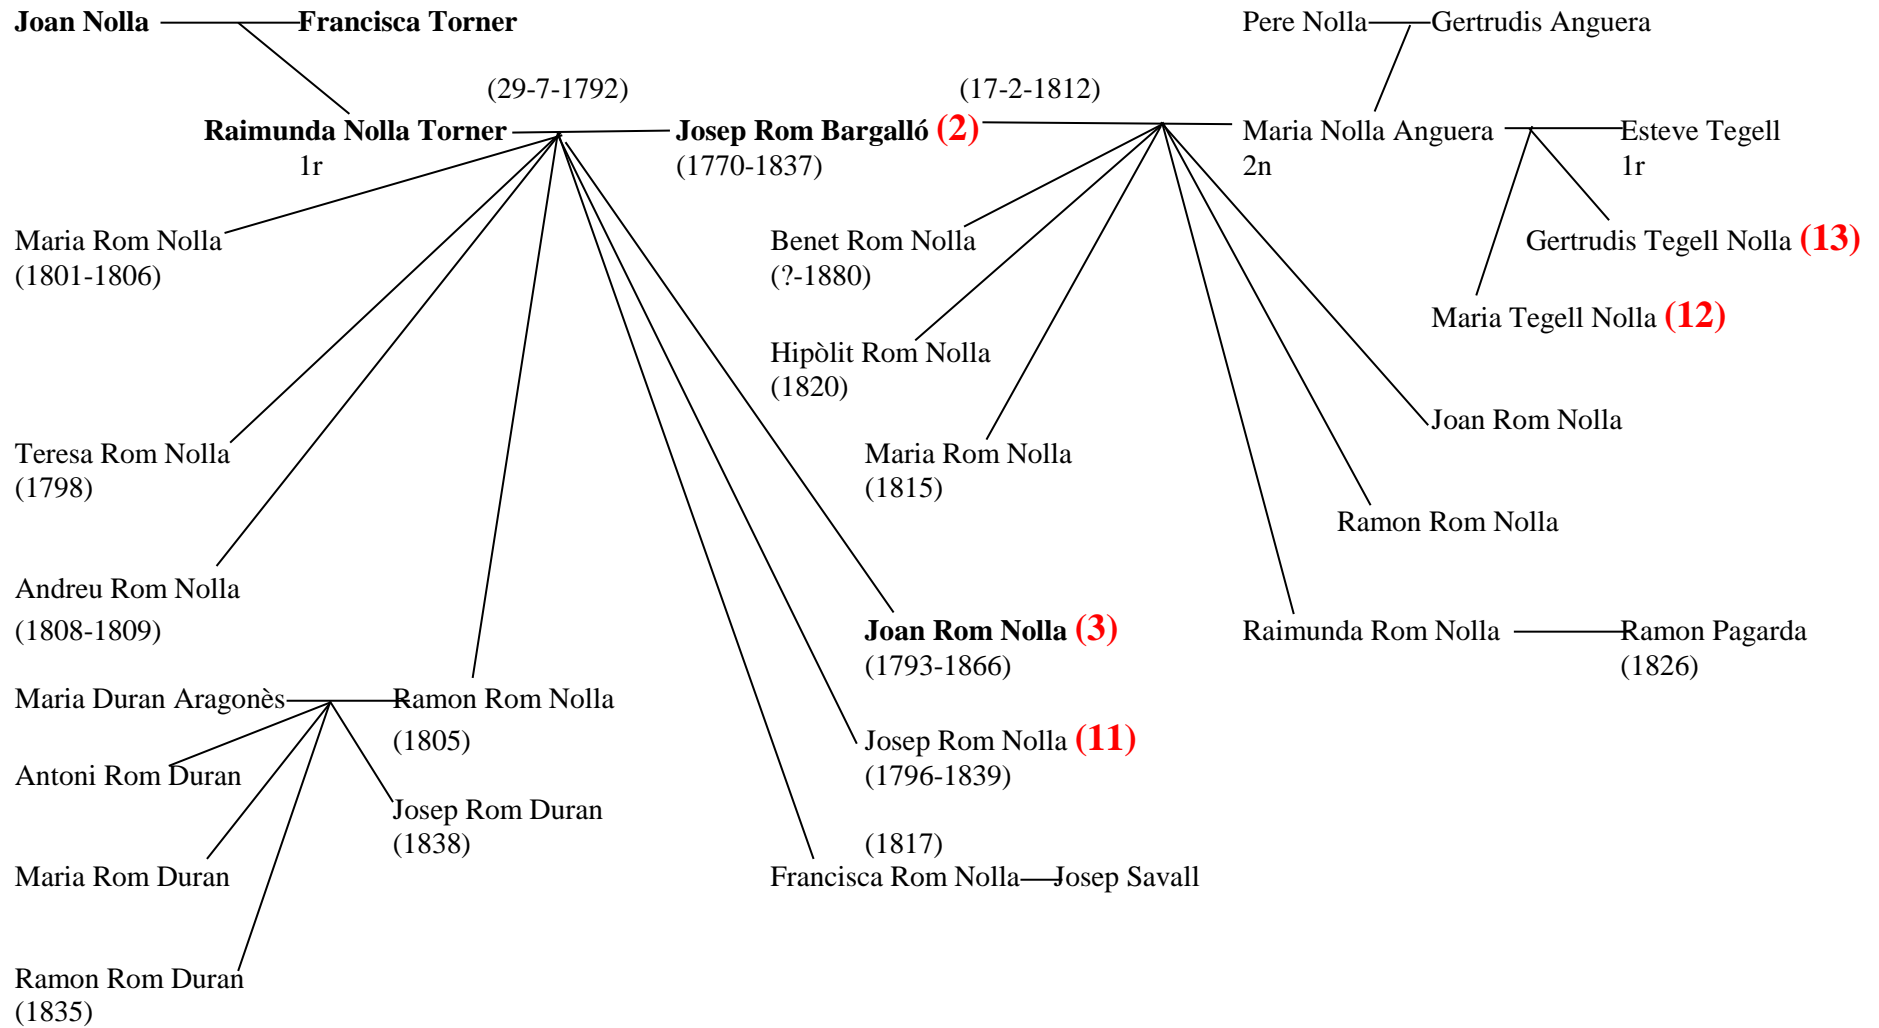 Joan Nolla Francisca Torner Pere Nolla Gertrudis Anguera
(29-7-1792) (17-2-1812)
Raimunda Nolla Torner Josep Rom Bargalló (2) Maria Nolla Anguera Esteve Tegell
1r (1770-1837) 2n 1r
Maria Rom Nolla Benet Rom Nolla Gertrudis Tegell Nolla (13)
(1801-1806) (?-1880)
Maria Tegell Nolla (12)
Hipòlit Rom Nolla
(1820)
Joan Rom Nolla
Teresa Rom Nolla Maria Rom Nolla
(1798) (1815)
Ramon Rom Nolla
Andreu Rom Nolla
(1808-1809) Joan Rom Nolla (3) Raimunda Rom Nolla Ramon Pagarda
(1793-1866) (1826)
Maria Duran Aragonès Ramon Rom Nolla
(1805) Josep Rom Nolla (11)
Antoni Rom Duran (1796-1839)
Josep Rom Duran
(1838) (1817)
Maria Rom Duran Francisca Rom Nolla Josep Savall
Ramon Rom Duran
(1835)